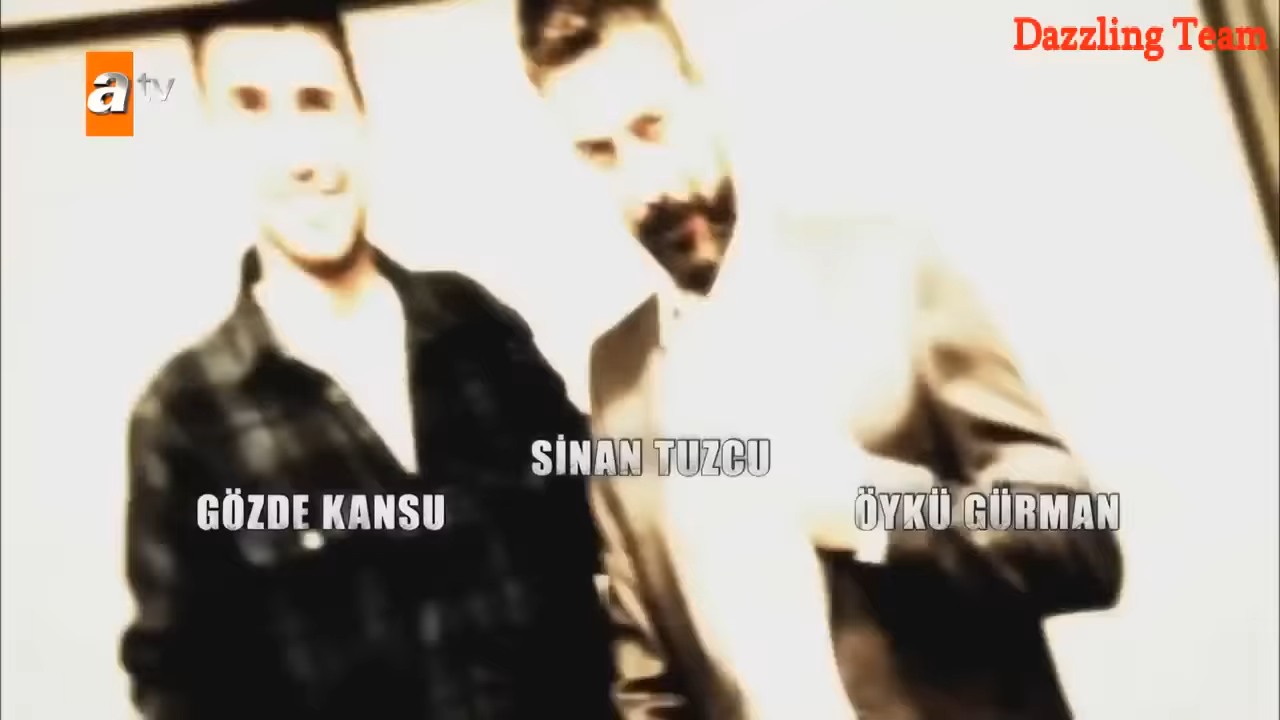 Dazzling Team
atv
SİNAN TUZCU
GÖZDE KANSU
ÖYKÜ GÜRMAN